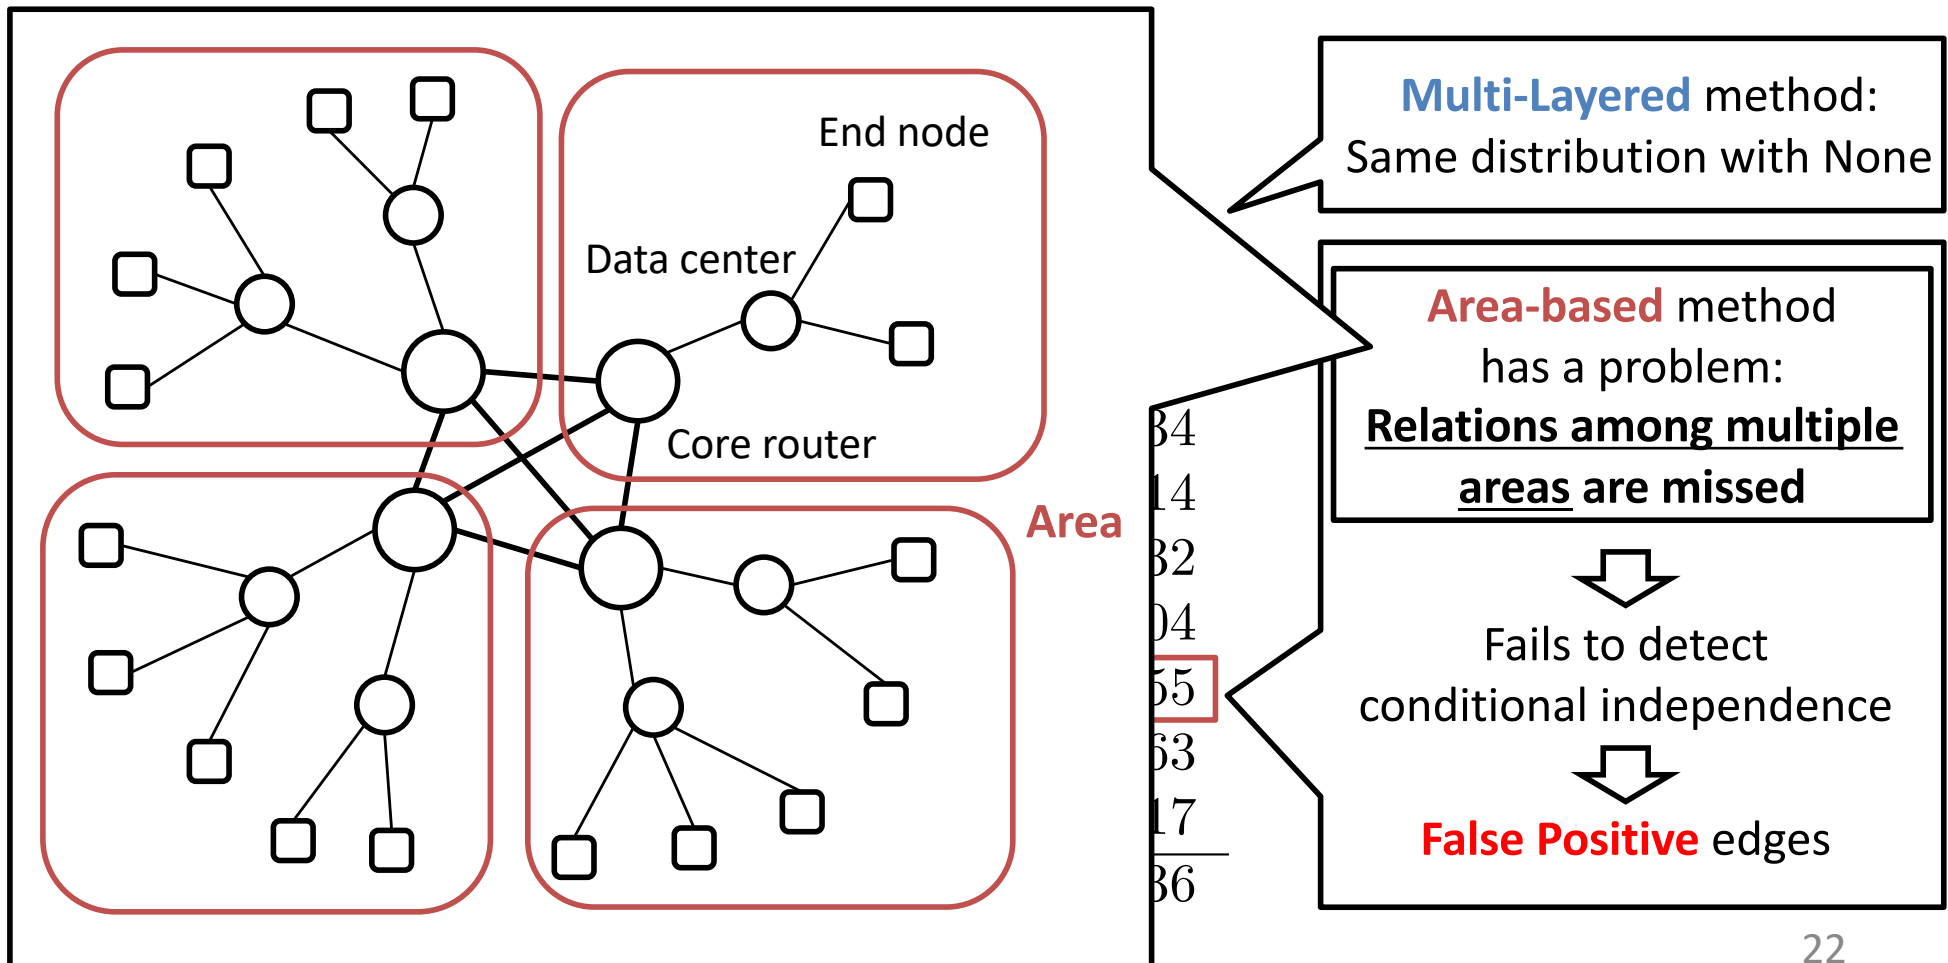 End node
Data center
Core router
Area
Multi-Layered method:
Same distribution with None
Area-based method
has a problem:
Relations among multiple
areas are missed
Fails to detect
conditional independence
False Positive edges
34
14
32
04
55
63
17
36
22